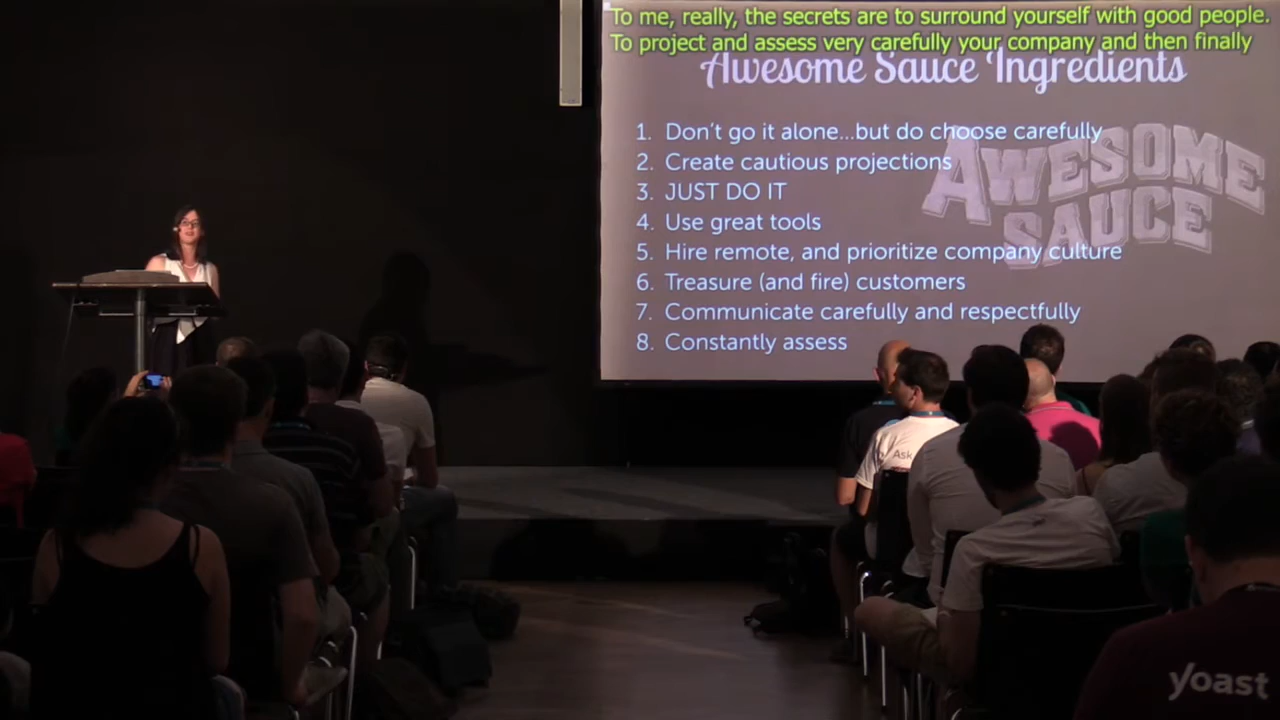 To me, really, the secrets are to surround yourself with good people.
To project and assess very carefully your company and then finally
Awesome Sauce Ingredients
1. Don't go it alone...but do choose carefully
2. Create cautious projections
3. JUST DO IT
4. Use great tools
5. Hire remote, and prioritize company culture
6. Treasure (and fire) customers
7. Communicate carefully and respectfully
8. Constantly assess
AWESOME
SAUCE
Ask
yoast